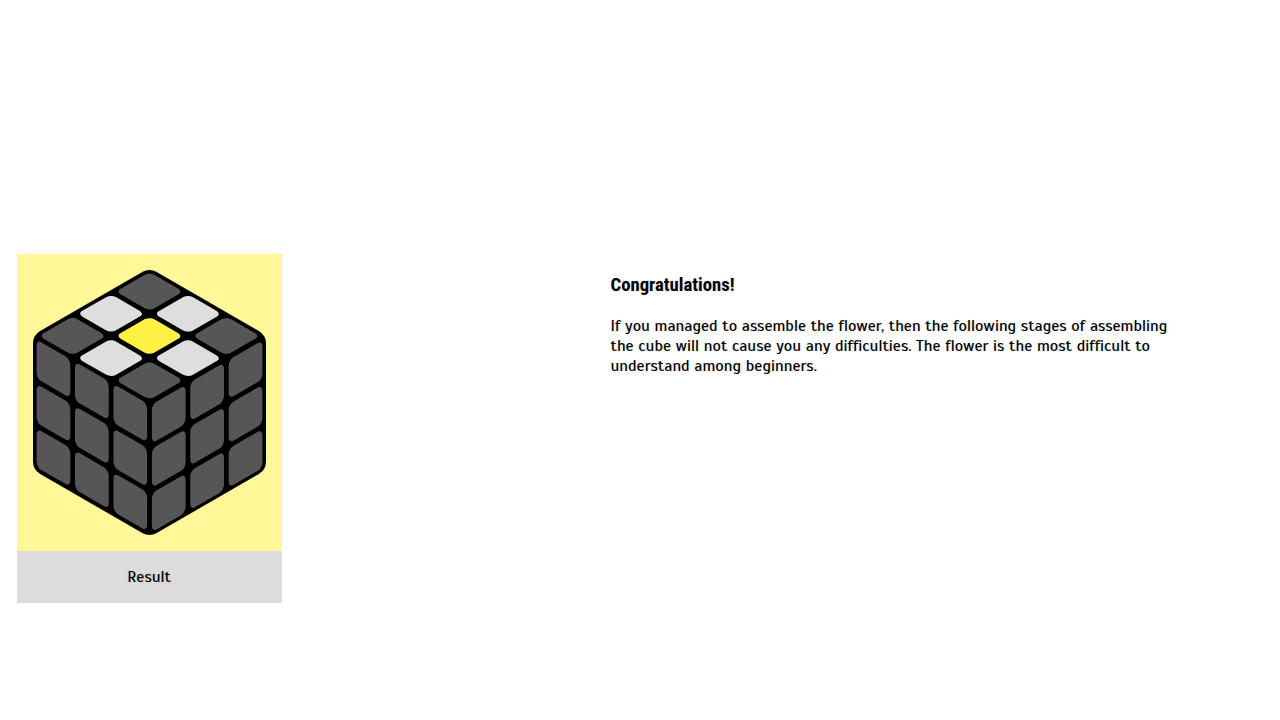 Congratulations!
If you managed to assemble the flower, then the following stages of assembling
the cube will not cause you any difficulties. The flower is the most difficult to
understand among beginners.
Result